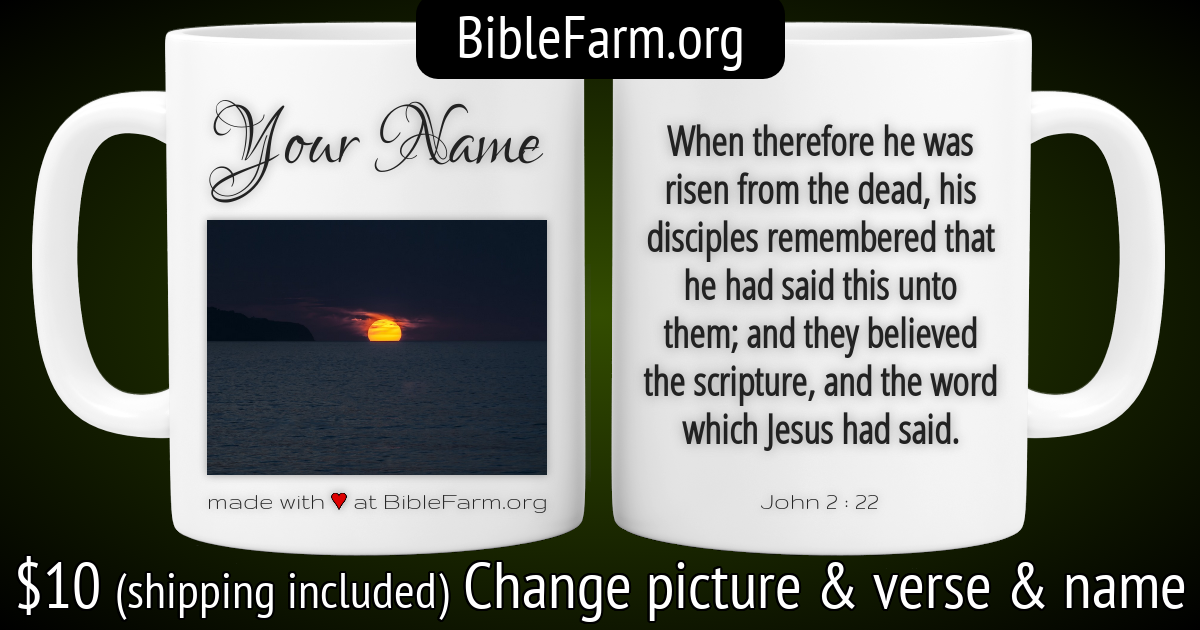 BibleFarm.org
Your Name
made with ♥ at BibleFarm.org
When therefore he was
risen from the dead, his
disciples remembered that
he had said this unto
them; and they believed
the scripture, and the word
which Jesus had said.
John 2 : 22
$10 (shipping included) Change picture & verse & name